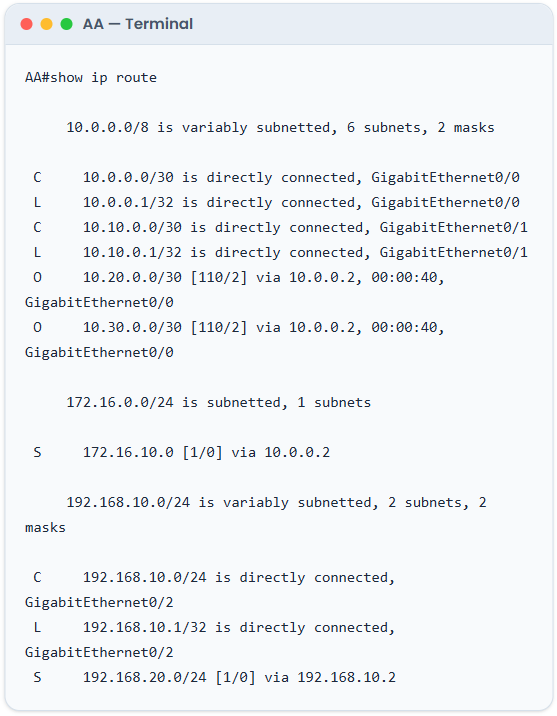 AA — Terminal
AA#show ip route
10.0.0.0/8 is variably subnetted, 6 subnets, 2 masks
C 10.0.0.0/30 is directly connected, GigabitEthernet0/0
L 10.0.0.1/32 is directly connected, GigabitEthernet0/0
C 10.10.0.0/30 is directly connected, GigabitEthernet0/1
L 10.10.0.1/32 is directly connected, GigabitEthernet0/1
O 10.20.0.0/30 [110/2] via 10.0.0.2, 00:00:40,
GigabitEthernet0/0
O 10.30.0.0/30 [110/2] via 10.0.0.2, 00:00:40,
GigabitEthernet0/0
172.16.0.0/24 is subnetted, 1 subnets
S 172.16.10.0 [1/0] via 10.0.0.2
192.168.10.0/24 is variably subnetted, 2 subnets, 2
masks
C 192.168.10.0/24 is directly connected,
GigabitEthernet0/2
L 192.168.10.1/32 is directly connected,
GigabitEthernet0/2
S 192.168.20.0/24 [1/0] via 192.168.10.2